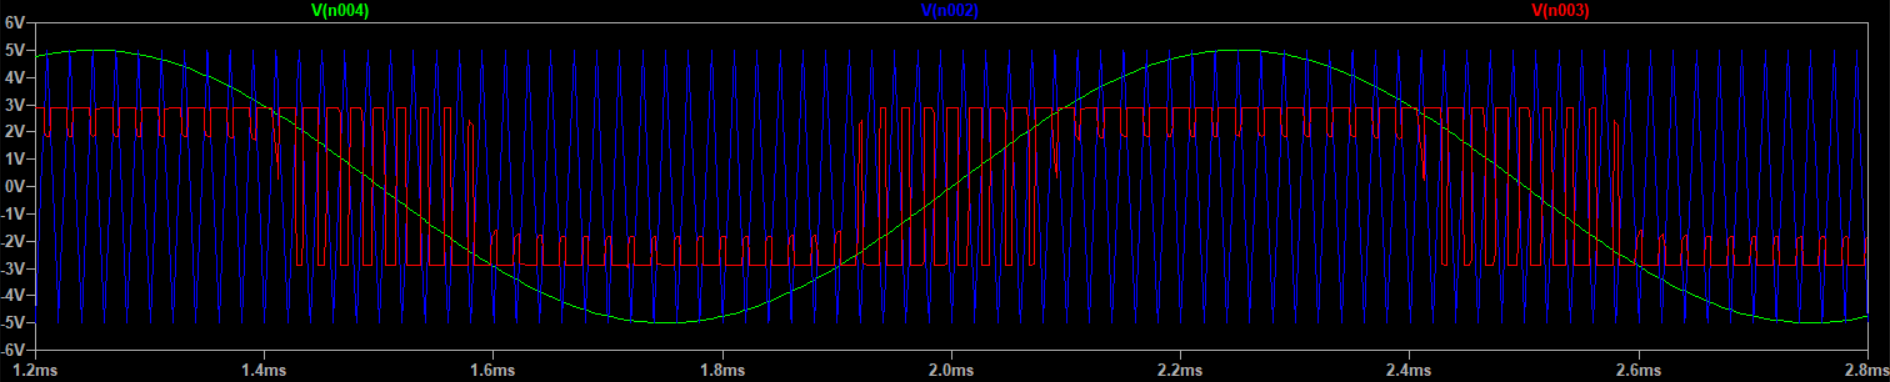 V(n004) V(n002) V(n003)
6V
5V
4V
3V
2V
1V
0V
-1V
-2V
-3V
-4V
-5V
-6V
1.2ms 1.4ms 1.6ms 1.8ms 2.0ms 2.2ms 2.4ms 2.6ms 2.8ms